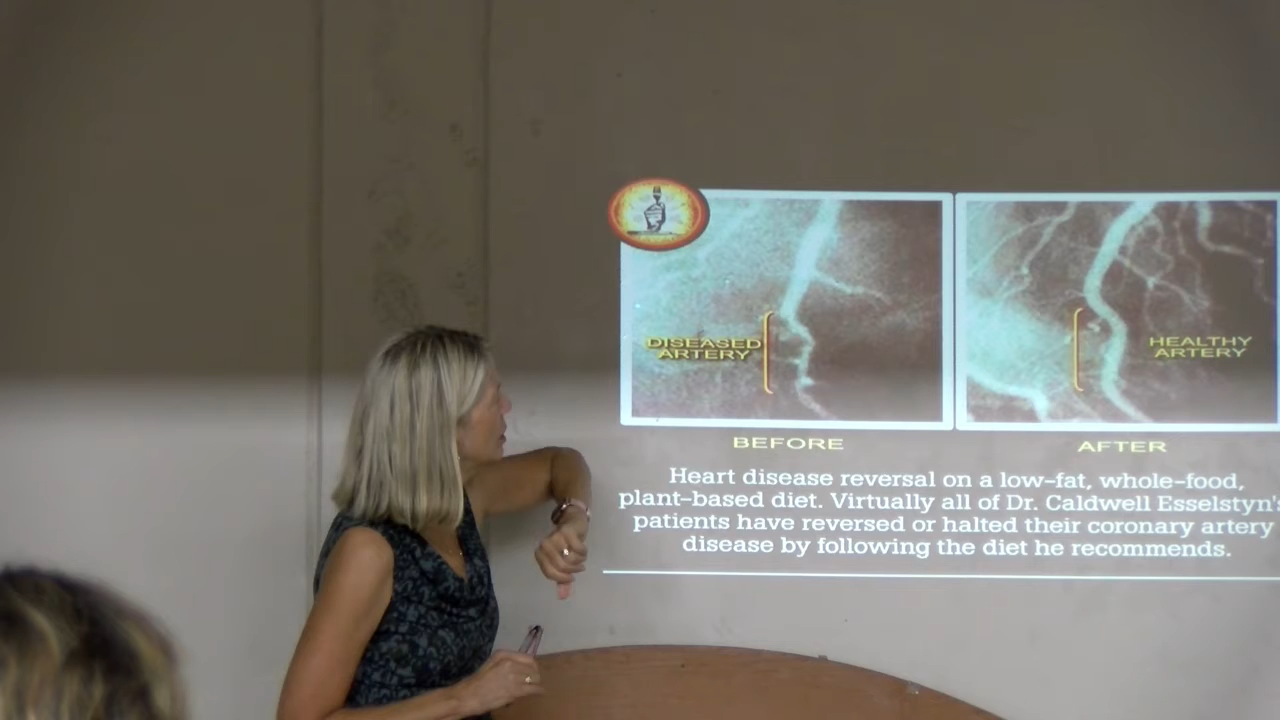 DISEASED
ARTERY
HEALTHY
ARTERY
BEFORE
AFTER
Heart disease reversal on a low-fat, whole-food,
plant-based diet. Virtually all of Dr. Caldwell Esselstyn's
patients have reversed or halted their coronary artery
disease by following the diet he recommends.